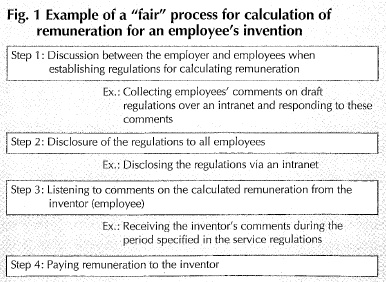 Fig. 1 Example of a “fair” process for calculation of
remuneration for an employee’s invention
Step 1: Discussion between the employer and employees when
establishing regulations for calculating remuneration
Ex.: Collecting employees’ comments on draft
regulations over an intranet and responding to these
comments
Step 2: Disclosure of the regulations to all employees
Ex.: Disclosing the regulations via an intranet
Step 3: Listening to comments on the calculated remuneration from the
inventor (employee)
Ex.: Receiving the inventor’s comments during the
period specified in the service regulations
Step 4: Paying remuneration to the inventor